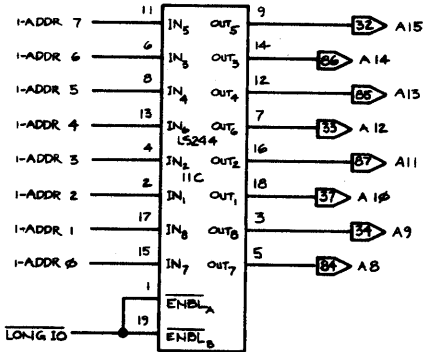 I-ADDR 7 11 IN5 OUT5 9 32 A15
I-ADDR 6 6 IN3 OUT3 14 86 A14
I-ADDR 5 8 IN4 OUT4 12 85 A13
I-ADDR 4 13 IN6 OUT6 7 33 A12
LS244
I-ADDR 3 4 IN2 OUT2 16 87 A11
11C
I-ADDR 2 2 IN1 OUT1 18 37 A1Ø
I-ADDR 1 17 IN8 OUT8 3 34 A9
I-ADDR Ø 15 IN7 OUT7 5 84 A8
1 ENBLA
LONG IO 19 ENBLB